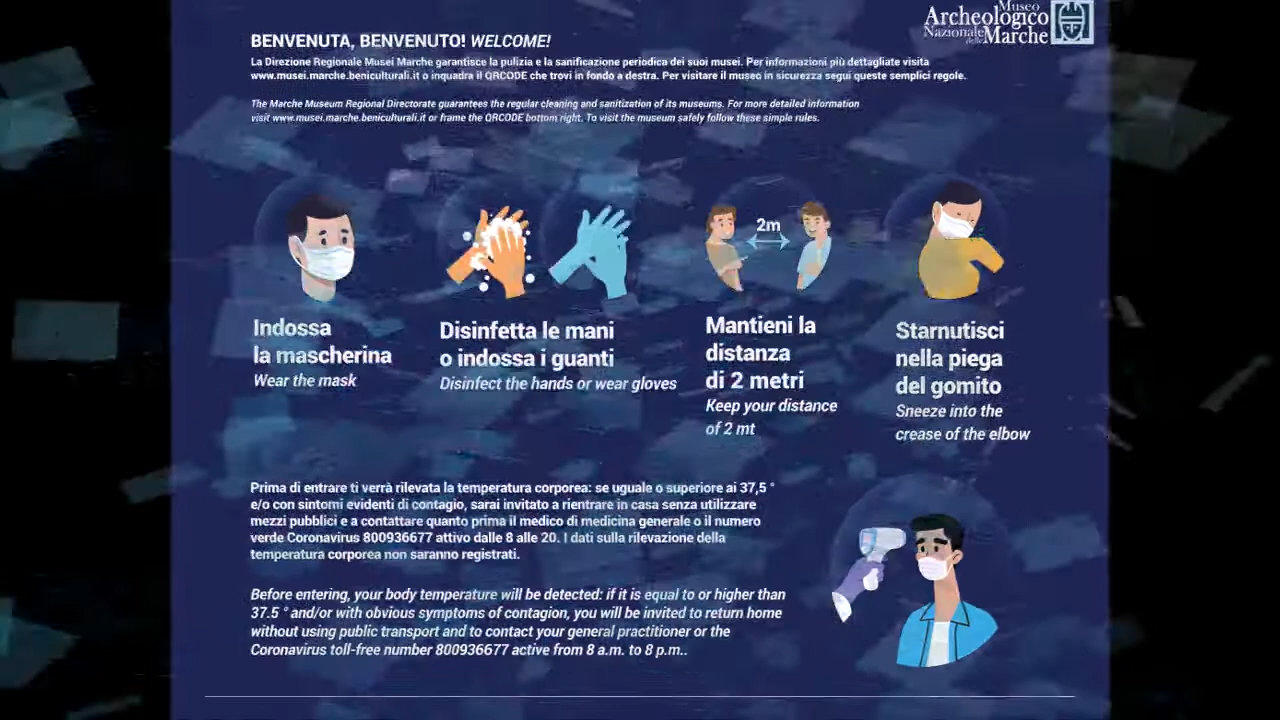 Museo
Archeologico
Nazionale delle Marche
BENVENUTA, BENVENUTO! WELCOME!
La Direzione Regionale Musei Marche garantisce la pulizia e la sanificazione periodica dei suoi musei. Per informazioni più dettagliate visita
www.musei.marche.beniculturali.it o inquadra il QRCODE che trovi in fondo a destra. Per visitare il museo in sicurezza segui queste semplici regole.
The Marche Museum Regional Directorate guarantees the regular cleaning and sanitization of its museums. For more detailed information
visit www.musei.marche.beniculturali.it or frame the QRCODE bottom right. To visit the museum safely follow these simple rules.
2m
Indossa
la mascherina
Wear the mask
Disinfetta le mani
o indossa i guanti
Disinfect the hands or wear gloves
Mantieni la
distanza
di 2 metri
Keep your distance
of 2 mt
Starnutisci
nella piega
del gomito
Sneeze into the
crease of the elbow
Prima di entrare ti verrà rilevata la temperatura corporea: se uguale o superiore ai 37,5 °
e/o con sintomi evidenti di contagio, sarai invitato a rientrare in casa senza utilizzare
mezzi pubblici e a contattare quanto prima il medico di medicina generale o il numero
verde Coronavirus 800936677 attivo dalle 8 alle 20. I dati sulla rilevazione della
temperatura corporea non saranno registrati.
Before entering, your body temperature will be detected: if it is equal to or higher than
37.5 ° and/or with obvious symptoms of contagion, you will be invited to return home
without using public transport and to contact your general practitioner or the
Coronavirus toll-free number 800936677 active from 8 a.m. to 8 p.m..